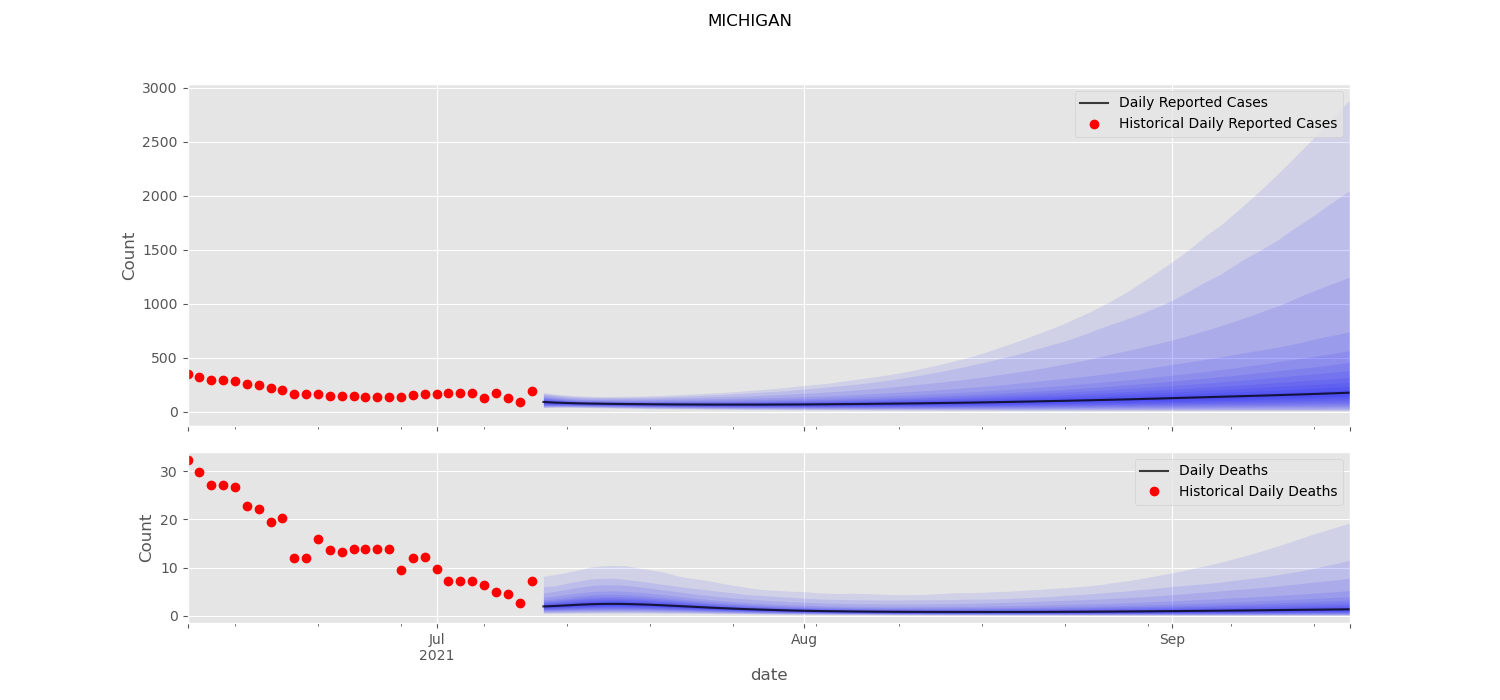 MICHIGAN
3000
2500
2000
1500
1000
500
0
Count
Daily Reported Cases
Historical Daily Reported Cases
30
20
10
0
Count
Daily Deaths
Historical Daily Deaths
Jul
2021
Aug
Sep
date